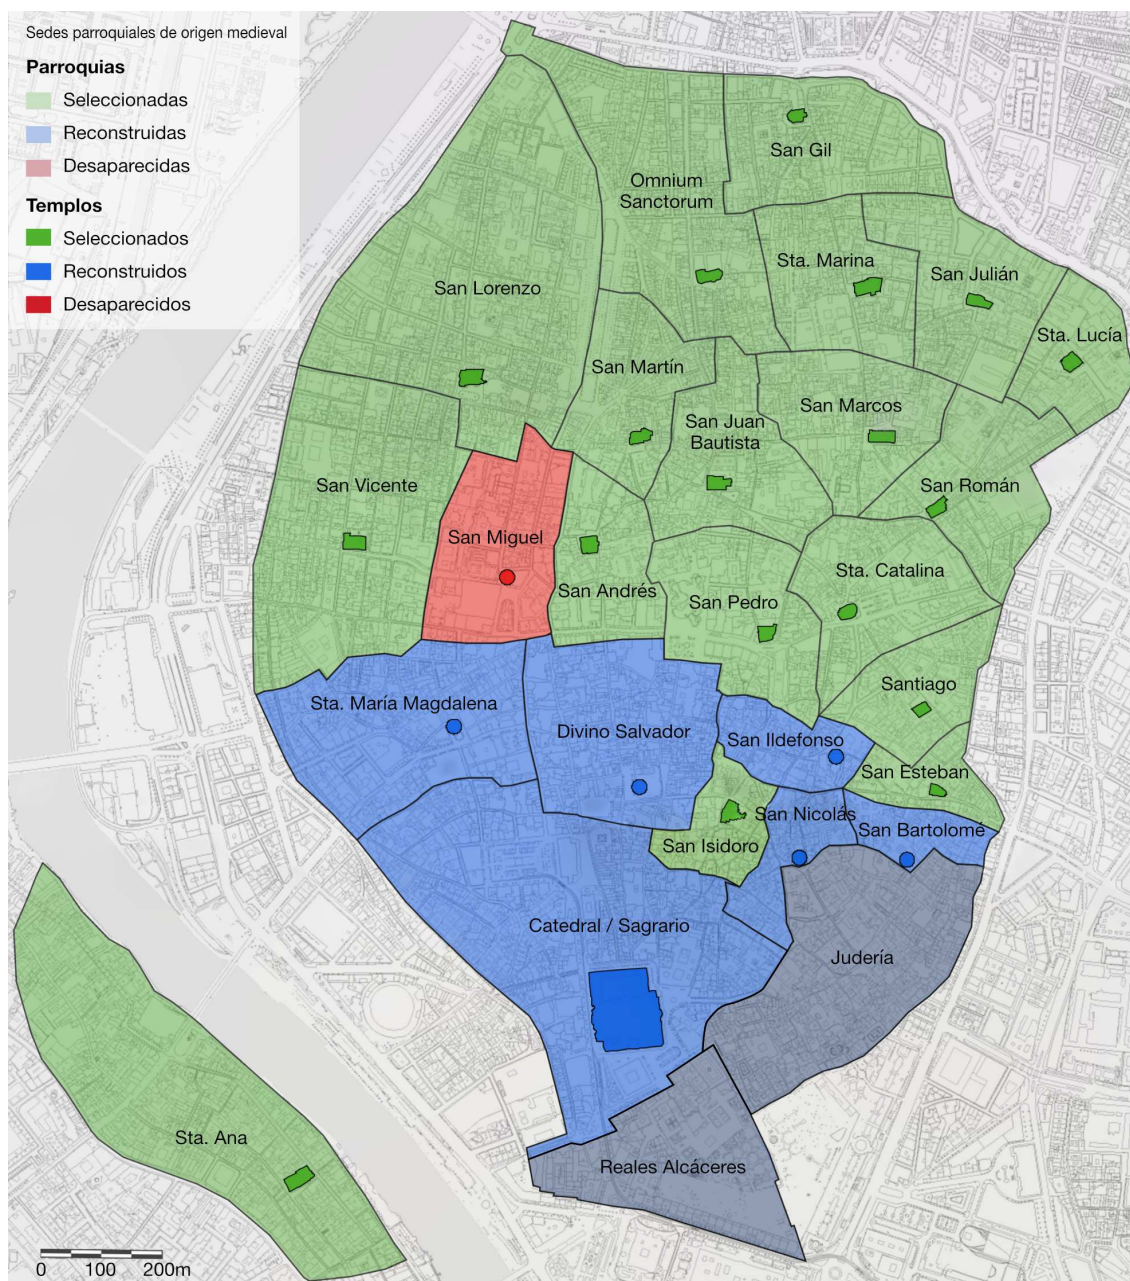 Sedes parroquiales de origen medieval
Parroquias
Seleccionadas
Reconstruidas
Desaparecidas
Templos
Seleccionados
Reconstruidos
Desaparecidos
San Gil
Omnium
Sanctorum
Sta. Marina
San Julián
San Lorenzo
Sta. Lucía
San Martín
San Marcos
San Juan
Bautista
San Vicente
San Román
San Miguel
Sta. Catalina
San Andrés
San Pedro
Santiago
Sta. María Magdalena
Divino Salvador
San Ildefonso
San Esteban
San Nicolás
San Bartolomé
San Isidoro
Catedral / Sagrario
Judería
Sta. Ana
Reales Alcáceres
0 100 200m